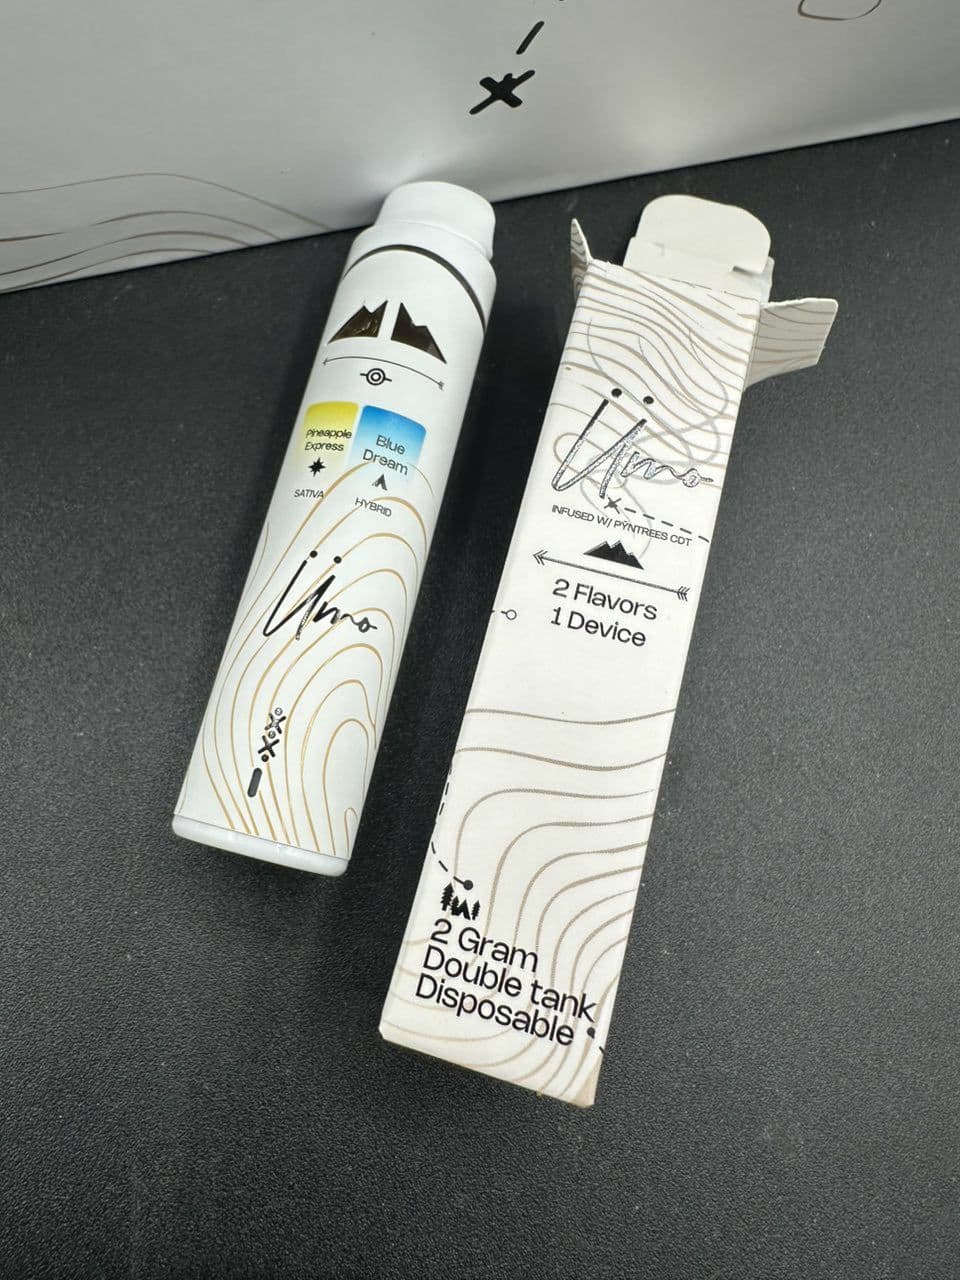 Pineapple
Express
SATIVA
Blue
Dream
HYBRID
Ümo
Ümo
INFUSED W/ PYNTREES CDT
2 Flavors
1 Device
2 Gram
Double tank
Disposable